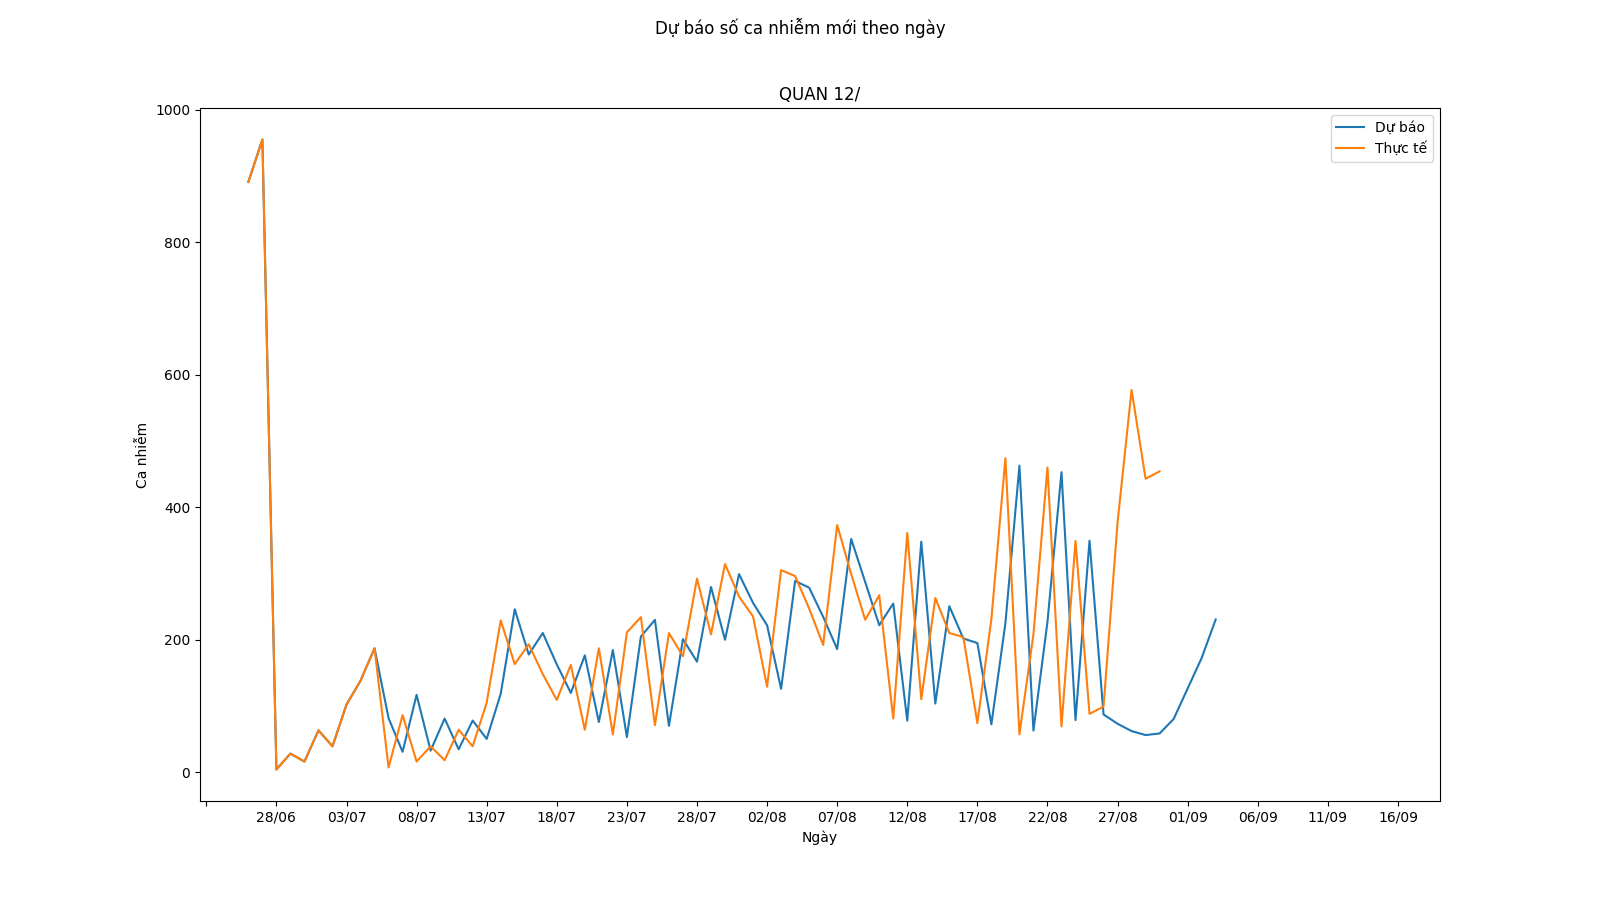 Dự báo số ca nhiễm mới theo ngày
QUAN 12/
1000
800
600
400
200
0
Ca nhiễm
Dự báo
Thực tế
28/06 03/07 08/07 13/07 18/07 23/07 28/07 02/08 07/08 12/08 17/08 22/08 27/08 01/09 06/09 11/09 16/09
Ngày